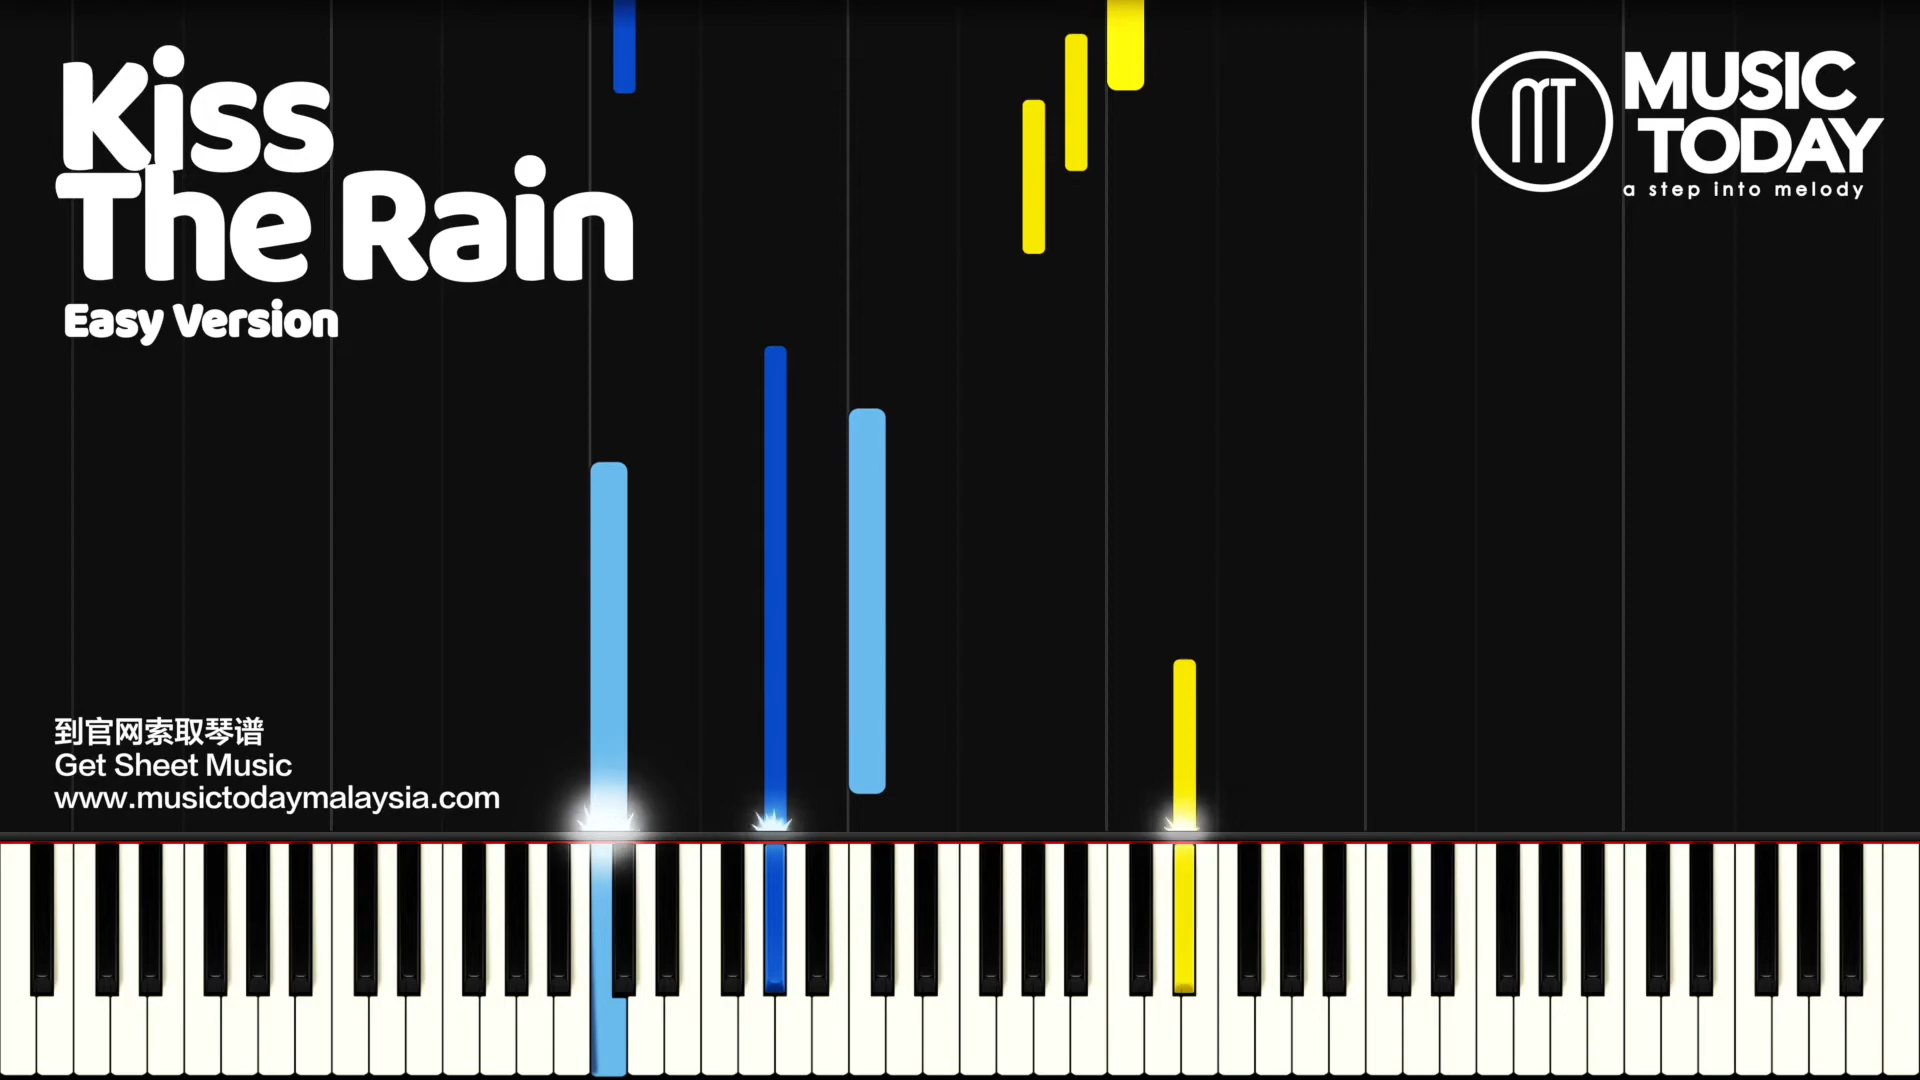 Kiss
The Rain
Easy Version
MT
MUSIC
TODAY
a step into melody
到官网索取琴谱
Get Sheet Music
www.musictodaymalaysia.com